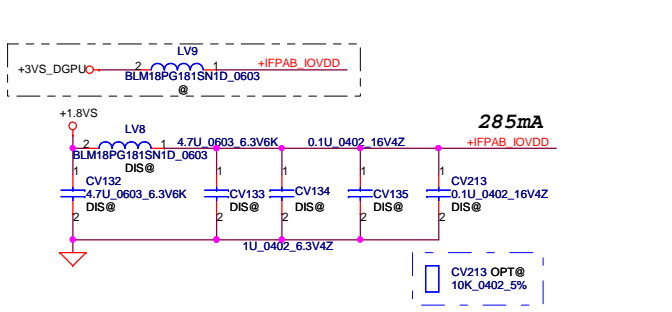 LV9
+3VS_DGPU 2 1 +IFPAB_IOVDD
BLM18PG181SN1D_0603
@
+1.8VS
285mA
LV8
2 1 4.7U_0603_6.3V6K 0.1U_0402_16V4Z +IFPAB_IOVDD
BLM18PG181SN1D_0603
DIS@
1 1 1 1 1
CV132 CV133 CV134 CV135 CV213
4.7U_0603_6.3V6K 0.1U_0402_16V4Z
DIS@ DIS@ DIS@ DIS@ DIS@
2 2 2 2 2
1U_0402_6.3V4Z
CV213 OPT@
10K_0402_5%